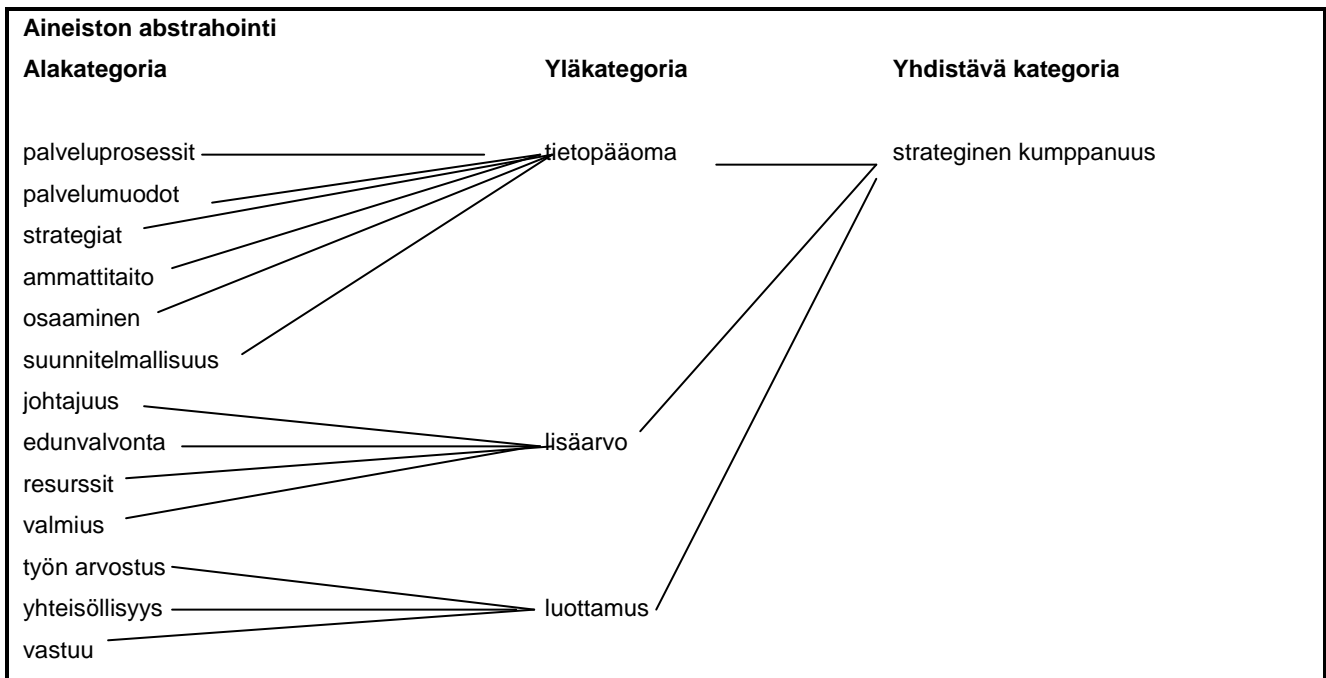 Aineiston abstrahointi
Alakategoria Yläkategoria Yhdistävä kategoria
palveluprosessit tietopääoma strateginen kumppanuus
palvelumuodot
strategiat
ammattitaito
osaaminen
suunnitelmallisuus
johtajuus
edunvalvonta lisäarvo
resurssit
valmius
työn arvostus
yhteisöllisyys luottamus
vastuu